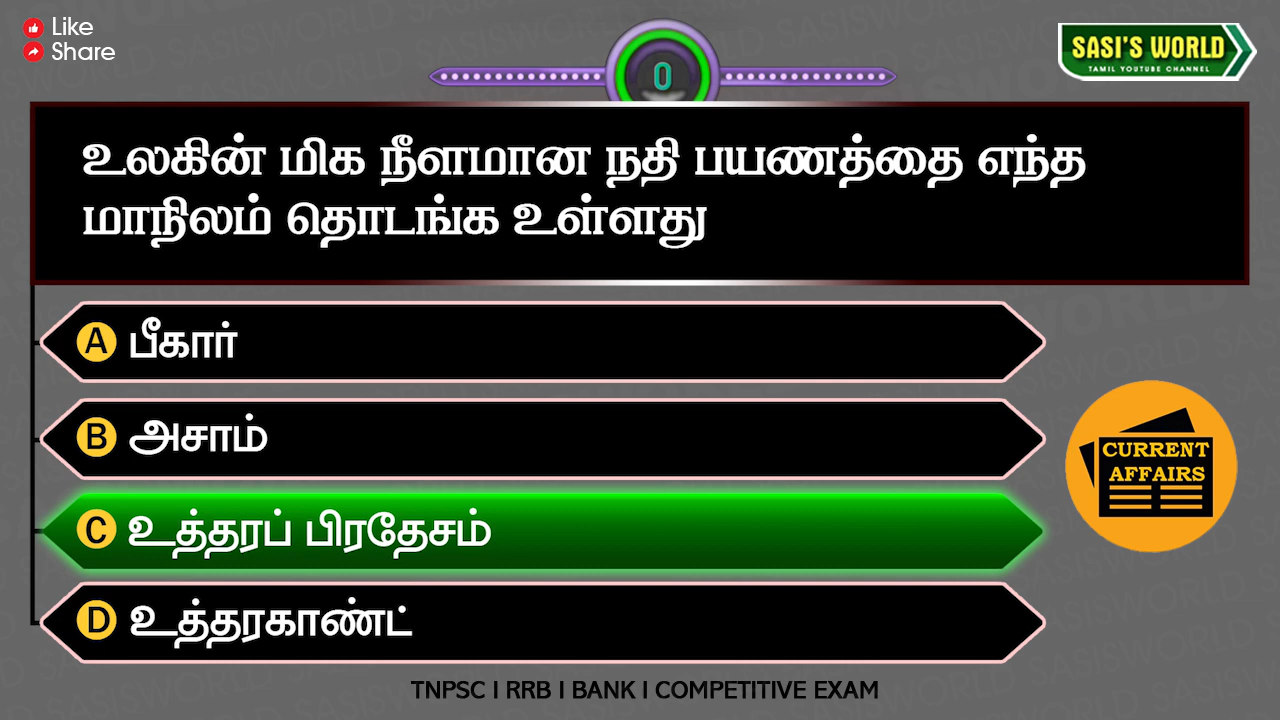 Like
Share
0
SASI'S WORLD
TAMIL YOUTUBE CHANNEL
உலகின் மிக நீளமான நதி பயணத்தை எந்த
மாநிலம் தொடங்க உள்ளது
A பீகார்
B அசாம்
C உத்தரப் பிரதேசம்
D உத்தரகாண்ட்
CURRENT
AFFAIRS
TNPSC I RRB I BANK I COMPETITIVE EXAM